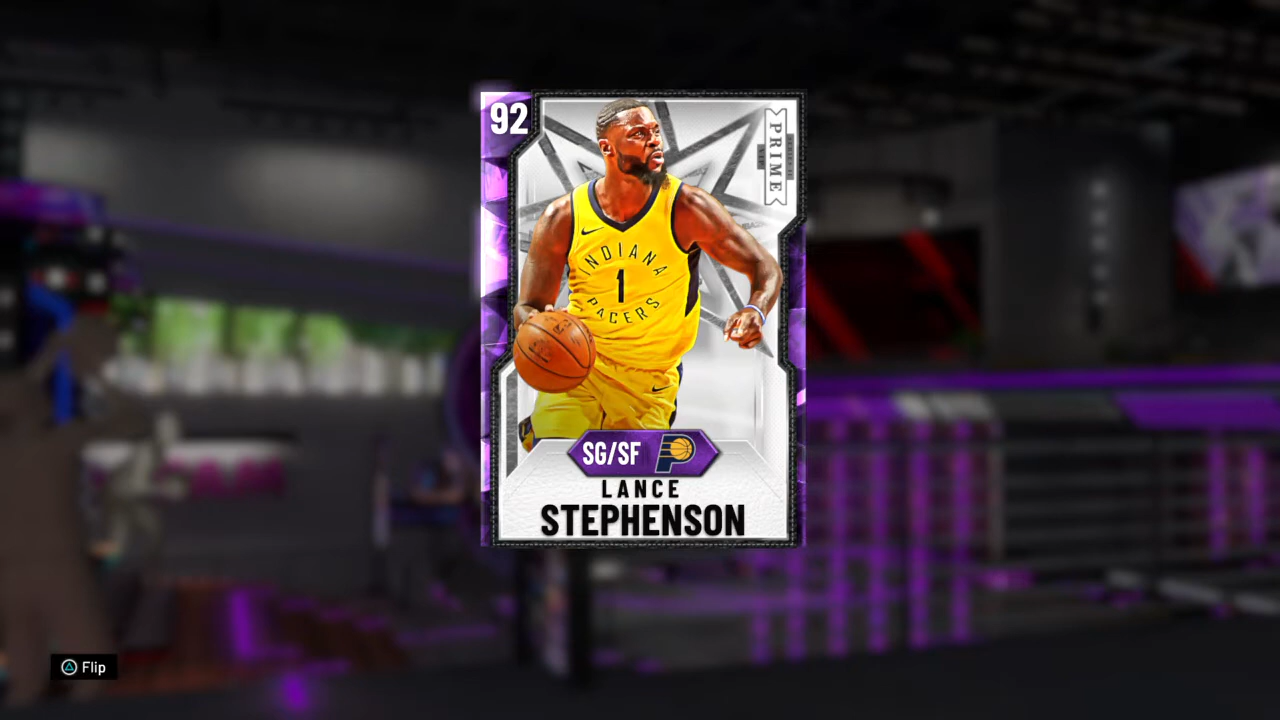 92
PRIME
INDIANA
1
PACERS
SG/SF
LANCE
STEPHENSON
Flip